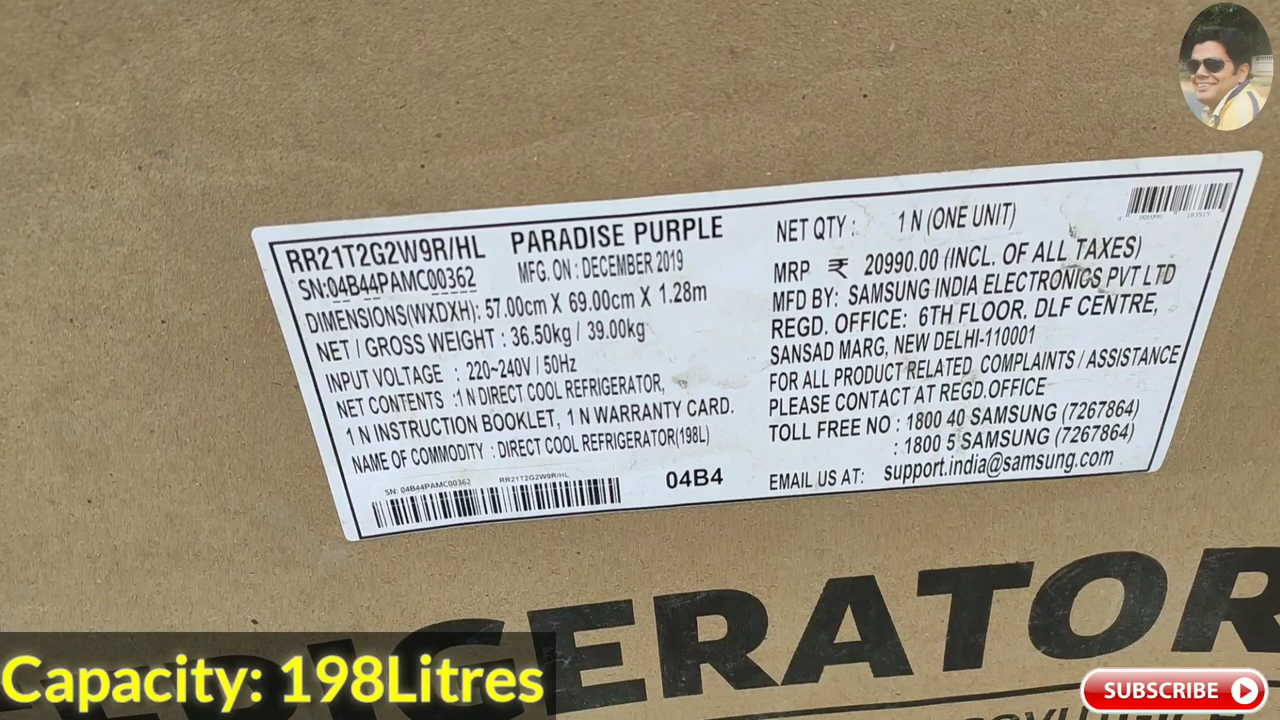 RR21T2G2W9R/HL PARADISE PURPLE
SN:04B44PAMC00362 MFG. ON : DECEMBER 2019
DIMENSIONS(WXDXH): 57.00cm X 69.00cm X 1.28m
NET / GROSS WEIGHT : 36.50kg / 39.00kg
INPUT VOLTAGE : 220~240V / 50Hz
NET CONTENTS :1 N DIRECT COOL REFRIGERATOR,
1 N INSTRUCTION BOOKLET, 1 N WARRANTY CARD.
NAME OF COMMODITY : DIRECT COOL REFRIGERATOR(198L)
SN: 04B44PAMC00362 RR21T2G2W9R/HL
04B4
NET QTY : 1 N (ONE UNIT)
MRP ₹ 20990.00 (INCL. OF ALL TAXES)
MFD BY: SAMSUNG INDIA ELECTRONICS PVT LTD
REGD. OFFICE: 6TH FLOOR, DLF CENTRE,
SANSAD MARG, NEW DELHI-110001
FOR ALL PRODUCT RELATED COMPLAINTS / ASSISTANCE
PLEASE CONTACT AT REGD.OFFICE
TOLL FREE NO : 1800 40 SAMSUNG (7267864)
: 1800 5 SAMSUNG (7267864)
EMAIL US AT: support.india@samsung.com
RIGERATOR
Capacity: 198Litres
SUBSCRIBE